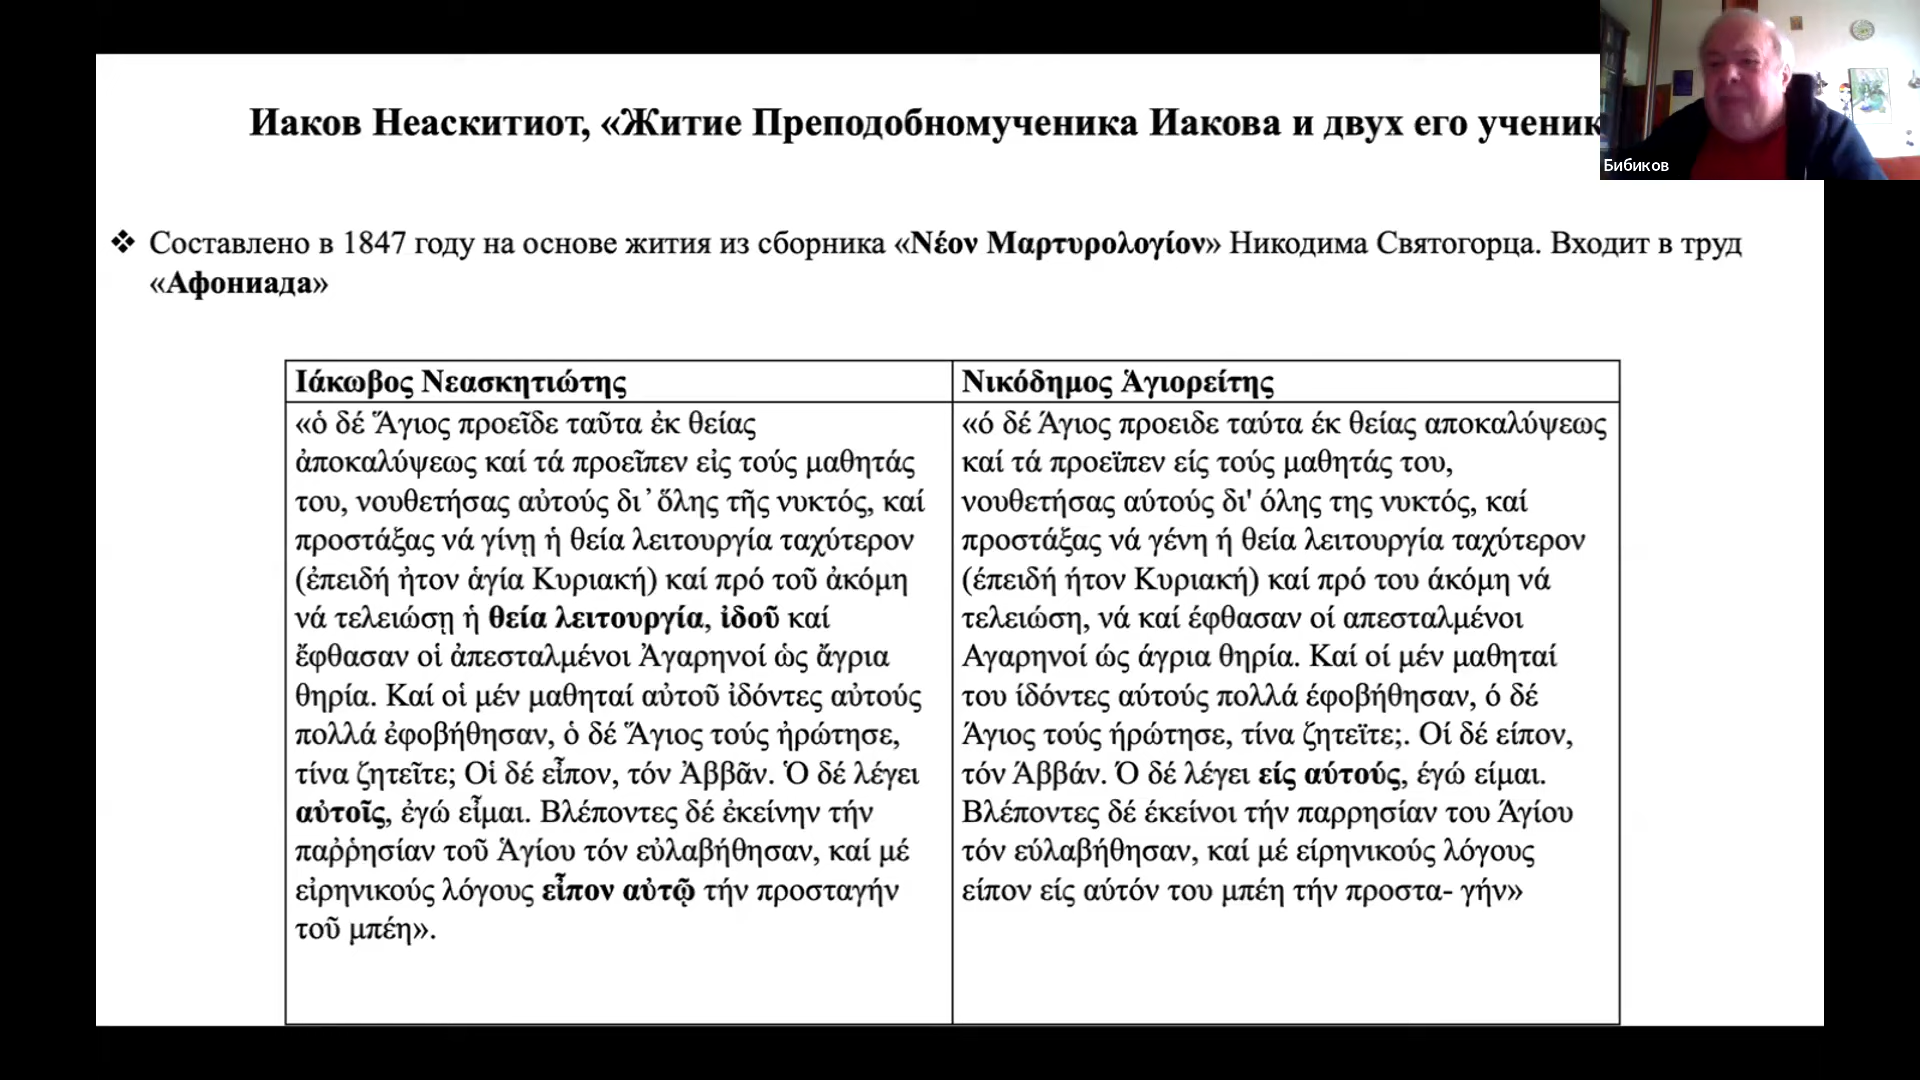 Иаков Неаскитиот, «Житие Преподобномученика Иакова и двух его ученик
Бибиков
❖ Составлено в 1847 году на основе жития из сборника «Νέον Μαρτυρολογίον» Никодима Святогорца. Входит в труд
«Афониада»
Ιάκωβος Νεασκητιώτης
«ὁ δέ Ἅγιος προεῖδε ταῦτα ἐκ θείας
ἀποκαλύψεως καί τά προεῖπεν εἰς τούς μαθητάς
του, νουθετήσας αὐτούς δι᾽ ὅλης τῆς νυκτός, καί
προστάξας νά γίνῃ ἡ θεία λειτουργία ταχύτερον
(ἐπειδή ἠτον ἁγία Κυριακή) καί πρό τοῦ ἀκόμη
νά τελειώσῃ ἡ θεία λειτουργία, ἰδοῦ καί
ἔφθασαν οἱ ἀπεσταλμένοι Ἀγαρηνοί ὡς ἄγρια
θηρία. Καί οἱ μέν μαθηταί αὐτοῦ ἰδόντες αὐτούς
πολλά ἐφοβήθησαν, ὁ δέ Ἅγιος τούς ἠρώτησε,
τίνα ζητεῖτε; Οἱ δέ εἶπον, τόν Ἀββᾶν. Ὁ δέ λέγει
αὐτοῖς, ἐγώ εἶμαι. Βλέποντες δέ ἐκείνην τήν
παῤῥησίαν τοῦ Ἁγίου τόν εὐλαβήθησαν, καί μέ
εἰρηνικούς λόγους εἶπον αὐτῷ τήν προσταγήν
τοῦ μπέη».
Νικόδημος Ἁγιορείτης
«ό δέ Άγιος προειδε ταύτα έκ θείας αποκαλύψεως
καί τά προεϊπεν είς τούς μαθητάς του,
νουθετήσας αύτούς δι' όλης της νυκτός, καί
προστάξας νά γένη ή θεία λειτουργία ταχύτερον
(έπειδή ήτον Κυριακή) καί πρό του άκόμη νά
τελειώση, νά καί έφθασαν οί απεσταλμένοι
Αγαρηνοί ώς άγρια θηρία. Καί οί μέν μαθηταί
του ίδόντες αύτούς πολλά έφοβήθησαν, ό δέ
Άγιος τούς ήρώτησε, τίνα ζητεϊτε;. Οί δέ είπον,
τόν Άββάν. Ό δέ λέγει είς αύτούς, έγώ είμαι.
Βλέποντες δέ έκείνοι τήν παρρησίαν του Άγίου
τόν εύλαβήθησαν, καί μέ είρηνικούς λόγους
είπον είς αύτόν του μπέη τήν προστα- γήν»